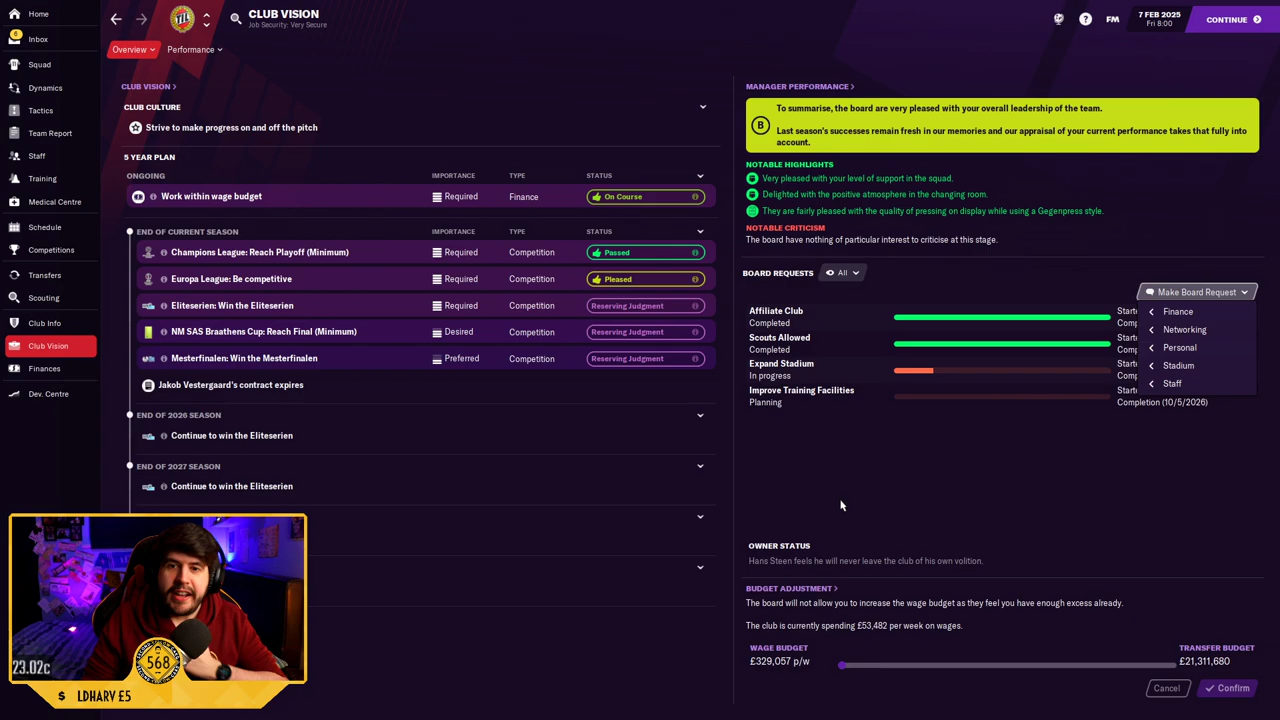 Home
6
Inbox
Squad
Dynamics
Tactics
Team Report
Staff
Training
Medical Centre
Schedule
Competitions
Transfers
Scouting
Club Info
Club Vision
Finances
Dev. Centre
TIL
CLUB VISION
Job Security: Very Secure
FM
7 FEB 2025
Fri 8:00
CONTINUE
Overview
Performance
CLUB VISION
CLUB CULTURE
Strive to make progress on and off the pitch
5 YEAR PLAN
ONGOING IMPORTANCE TYPE STATUS
Work within wage budget Required Finance On Course
END OF CURRENT SEASON IMPORTANCE TYPE STATUS
Champions League: Reach Playoff (Minimum) Required Competition Passed
Europa League: Be competitive Required Competition Pleased
Eliteserien: Win the Eliteserien Required Competition Reserving Judgment
NM SAS Braathens Cup: Reach Final (Minimum) Desired Competition Reserving Judgment
Mesterfinalen: Win the Mesterfinalen Preferred Competition Reserving Judgment
Jakob Vestergaard's contract expires
END OF 2026 SEASON
Continue to win the Eliteserien
END OF 2027 SEASON
Continue to win the Eliteserien
MANAGER PERFORMANCE
B
To summarise, the board are very pleased with your overall leadership of the team.
Last season's successes remain fresh in our memories and our appraisal of your current performance takes that fully into
account.
NOTABLE HIGHLIGHTS
Very pleased with your level of support in the squad.
Delighted with the positive atmosphere in the changing room.
They are fairly pleased with the quality of pressing on display while using a Gegenpress style.
NOTABLE CRITICISM
The board have nothing of particular interest to criticise at this stage.
BOARD REQUESTS All
Make Board Request
Finance
Networking
Personal
Stadium
Staff
Affiliate Club Starte
Completed Comp
Scouts Allowed Starte
Completed Comp
Expand Stadium Starte
In progress Comp
Improve Training Facilities Starte
Planning Completion (10/5/2026)
OWNER STATUS
Hans Steen feels he will never leave the club of his own volition.
BUDGET ADJUSTMENT
The board will not allow you to increase the wage budget as they feel you have enough excess already.
The club is currently spending £53,482 per week on wages.
WAGE BUDGET TRANSFER BUDGET
£329,057 p/w £21,311,680
Cancel Confirm
23.02c
568
$ LDHARY £5